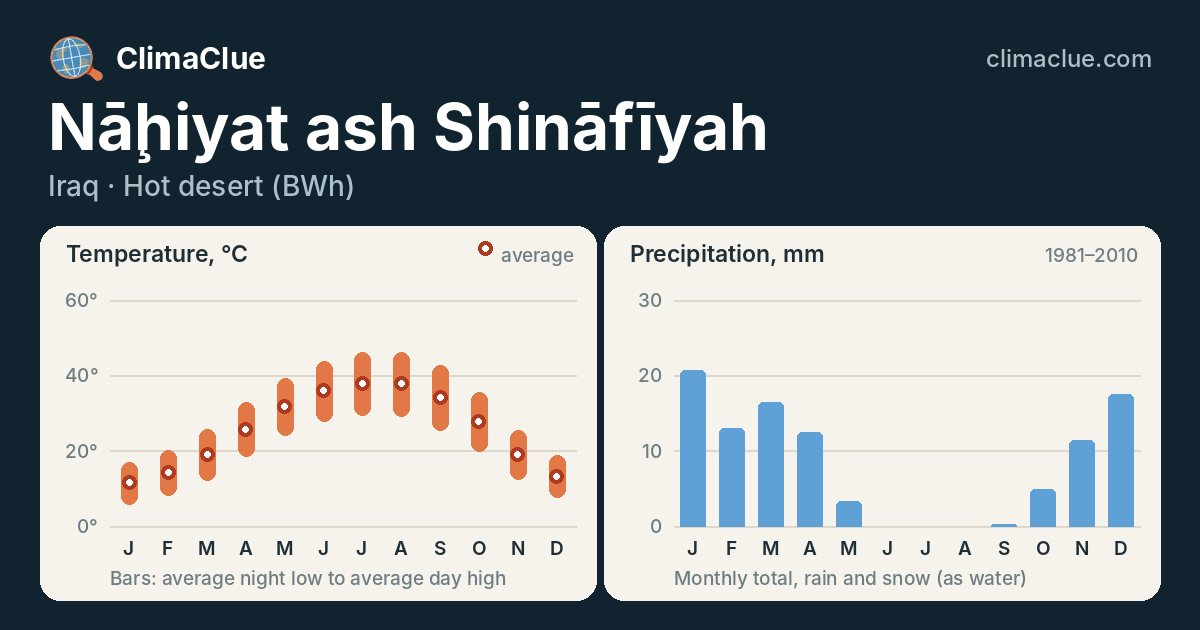 ClimaClue
climaclue.com
Nāḩiyat ash Shināfīyah
Iraq · Hot desert (BWh)
Temperature, °C
average
60°
40°
20°
0°
J F M A M J J A S O N D
Bars: average night low to average day high
Precipitation, mm
1981–2010
30
20
10
0
J F M A M J J A S O N D
Monthly total, rain and snow (as water)